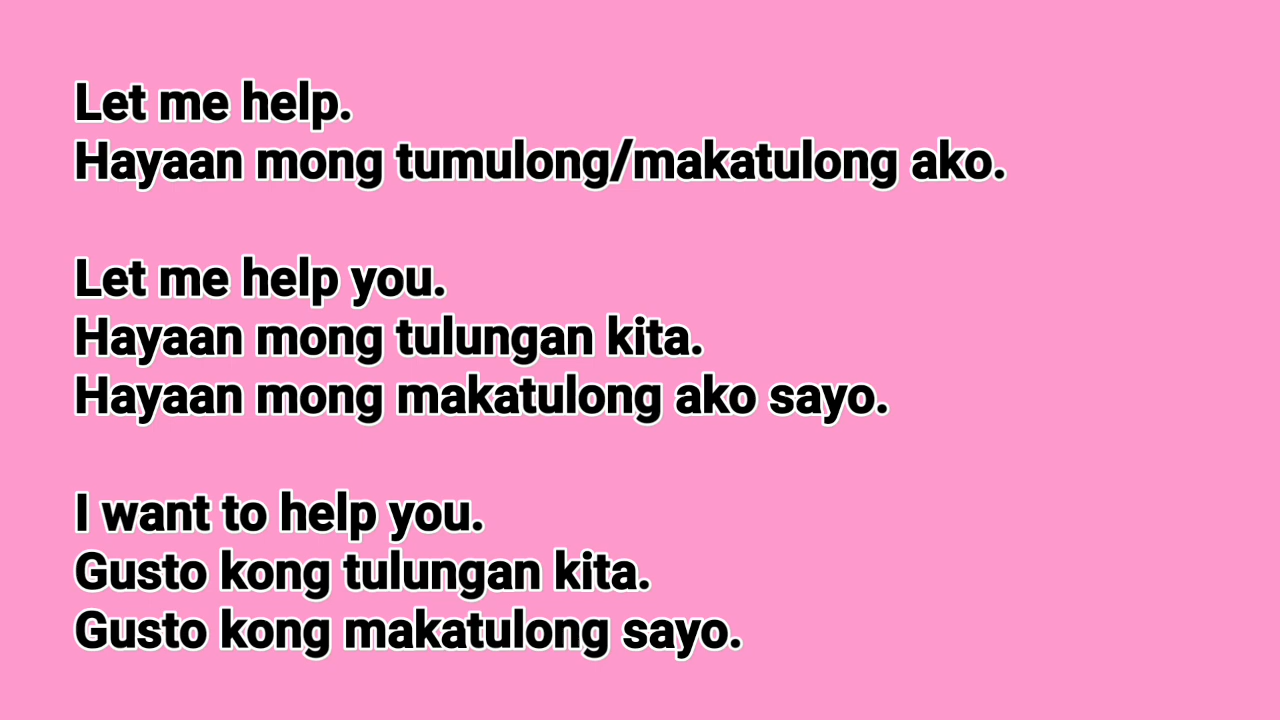 Let me help.
Hayaan mong tumulong/makatulong ako.
Let me help you.
Hayaan mong tulungan kita.
Hayaan mong makatulong ako sayo.
I want to help you.
Gusto kong tulungan kita.
Gusto kong makatulong sayo.